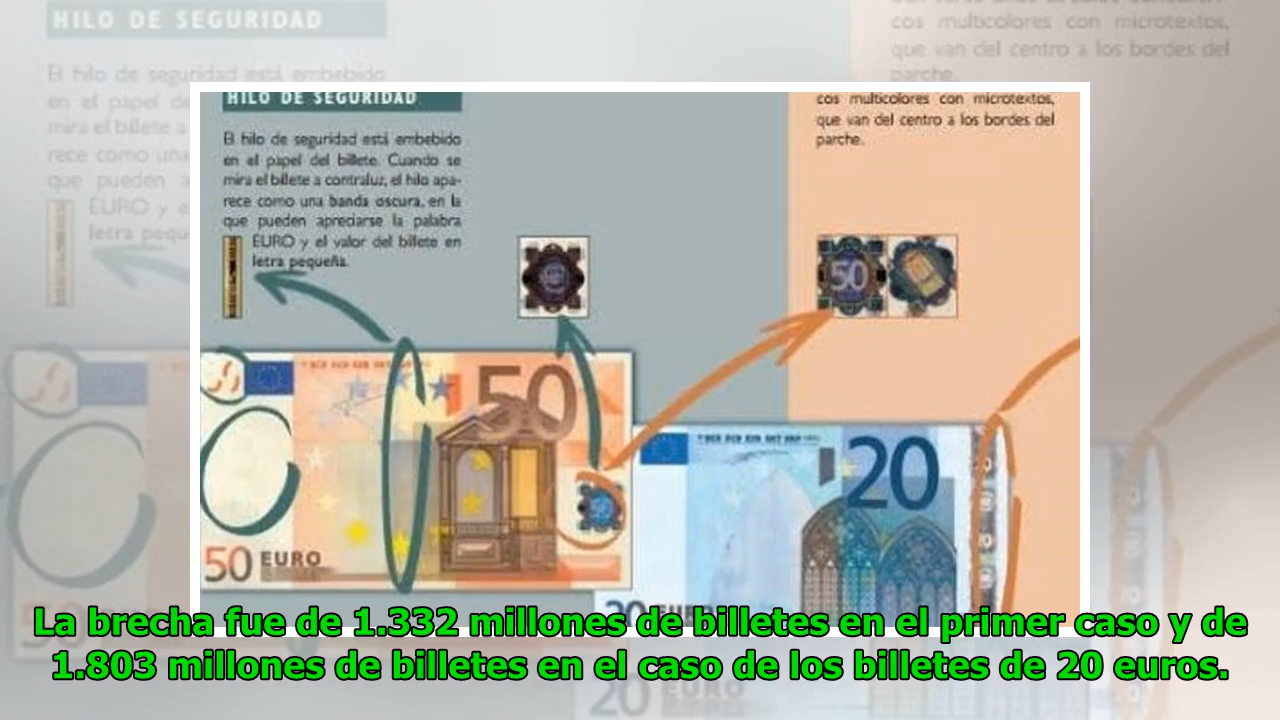 HILO DE SEGURIDAD
El hilo de seguridad está embebido
en el papel del billete. Cuando se
mira el billete a contraluz, el hilo apa-
rece como una banda oscura, en la
que pueden apreciarse la palabra
EURO y el valor del billete en
letra pequeña.
cos multicolores con microtextos,
que van del centro a los bordes del
parche.
50
50
20
50 EURO
20 EURO
La brecha fue de 1.332 millones de billetes en el primer caso y de
1.803 millones de billetes en el caso de los billetes de 20 euros.